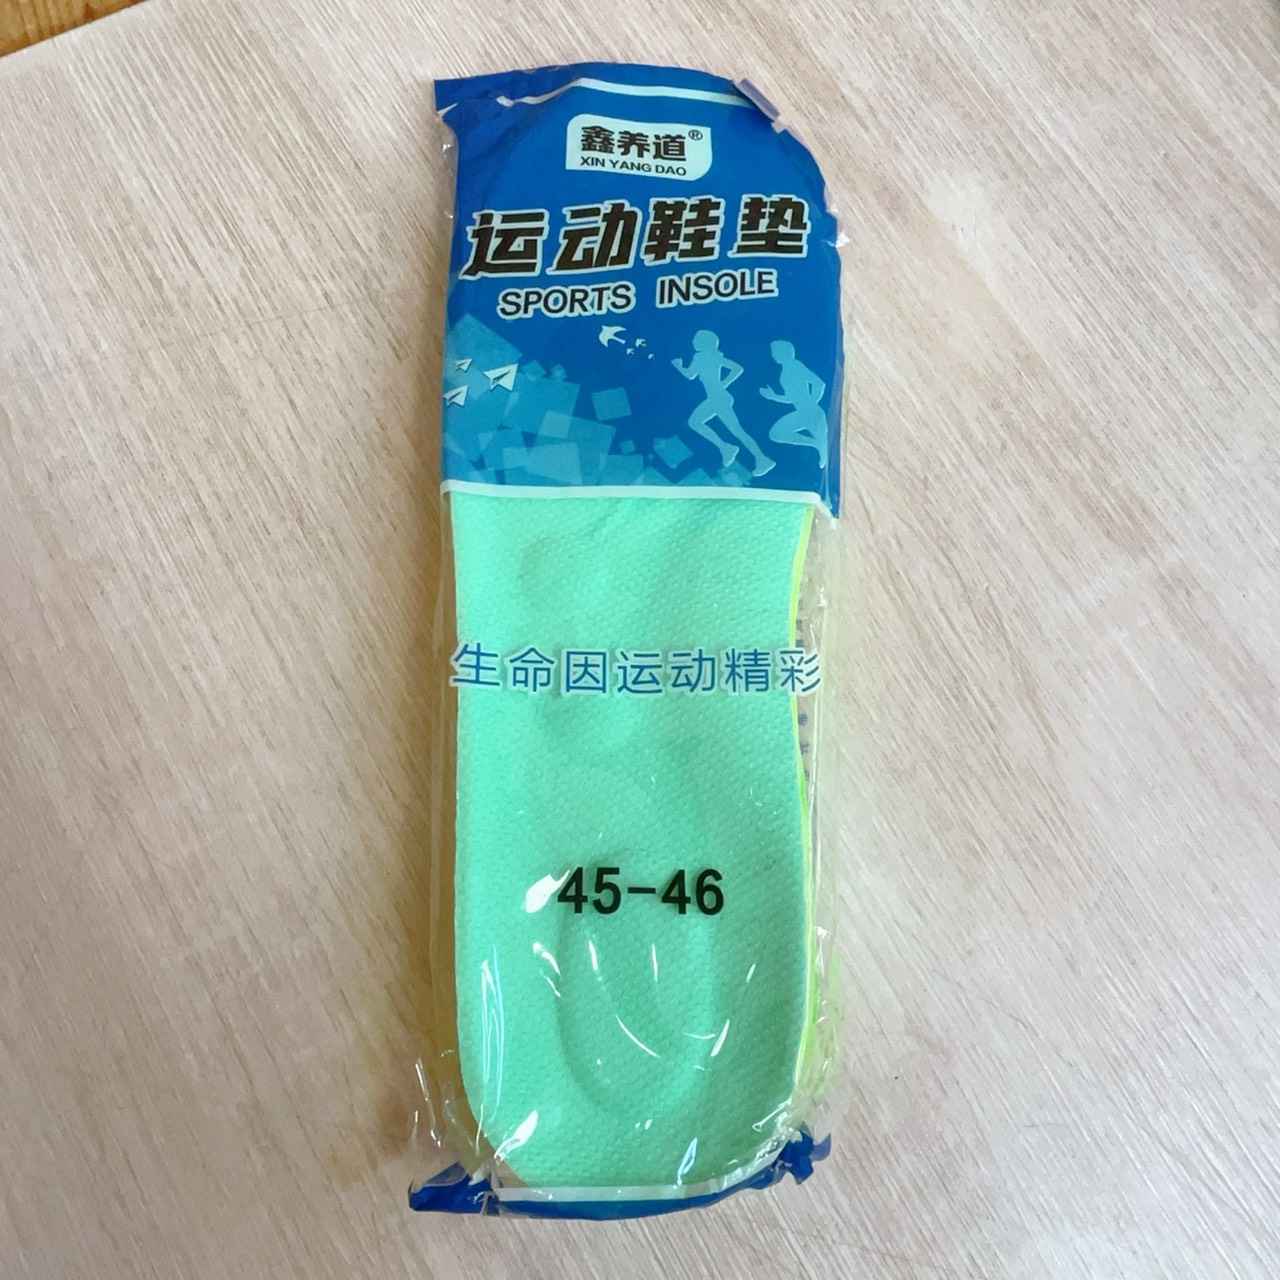 鑫养道®
XIN YANG DAO
运动鞋垫
SPORTS INSOLE
生命因运动精彩
45-46